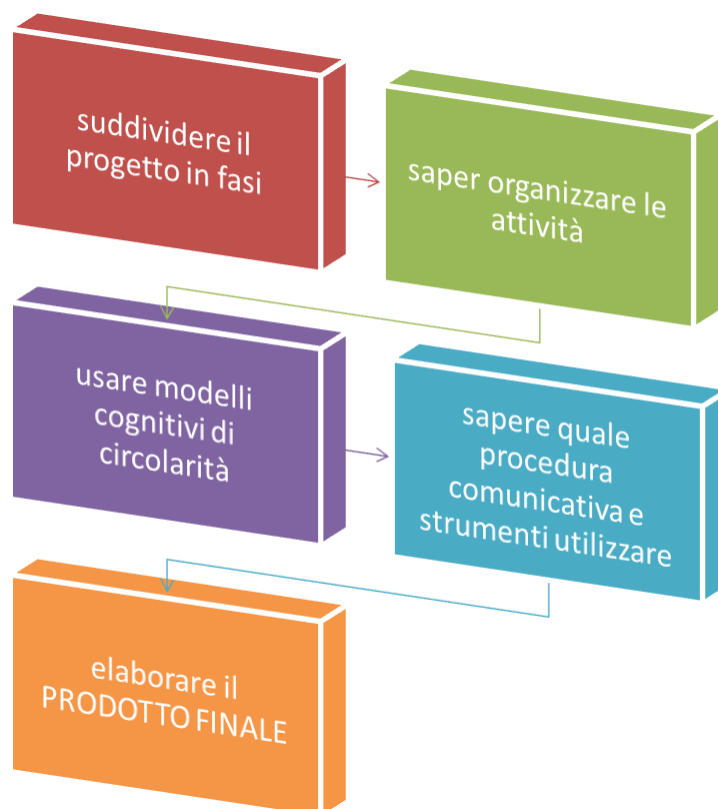 suddividere il
progetto in fasi
saper organizzare le
attività
usare modelli
cognitivi di
circolarità
sapere quale
procedura
comunicativa e
strumenti utilizzare
elaborare il
PRODOTTO FINALE